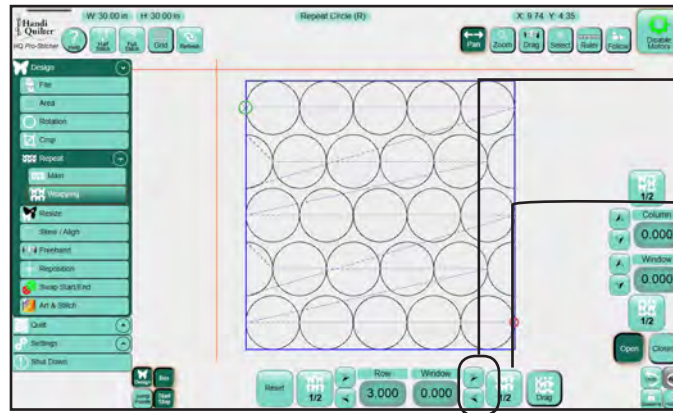 Handi Quilter
W: 30.00 in H: 30.00 in
Repeat Circle (R)
X: 9.74 Y: 4.35
HQ Pro-Stitcher
Help
Half Stitch
Full Stitch
Grid
Refresh
Pan
Zoom
Drag
Select
Ruler
Follow
Disable Motors
Design
File
Area
Rotation
Crop
Repeat
Main
Wrapping
Resize
Skew / Align
Freehand
Reposition
Swap Start/End
Art & Stitch
Quilt
Settings
Shut Down
1/2
Column
0.000
Window
0.000
1/2
Open
Close
Design
Run
Start Stop
Reset
1/2
Row
3.000
Window
0.000
1/2
Drag